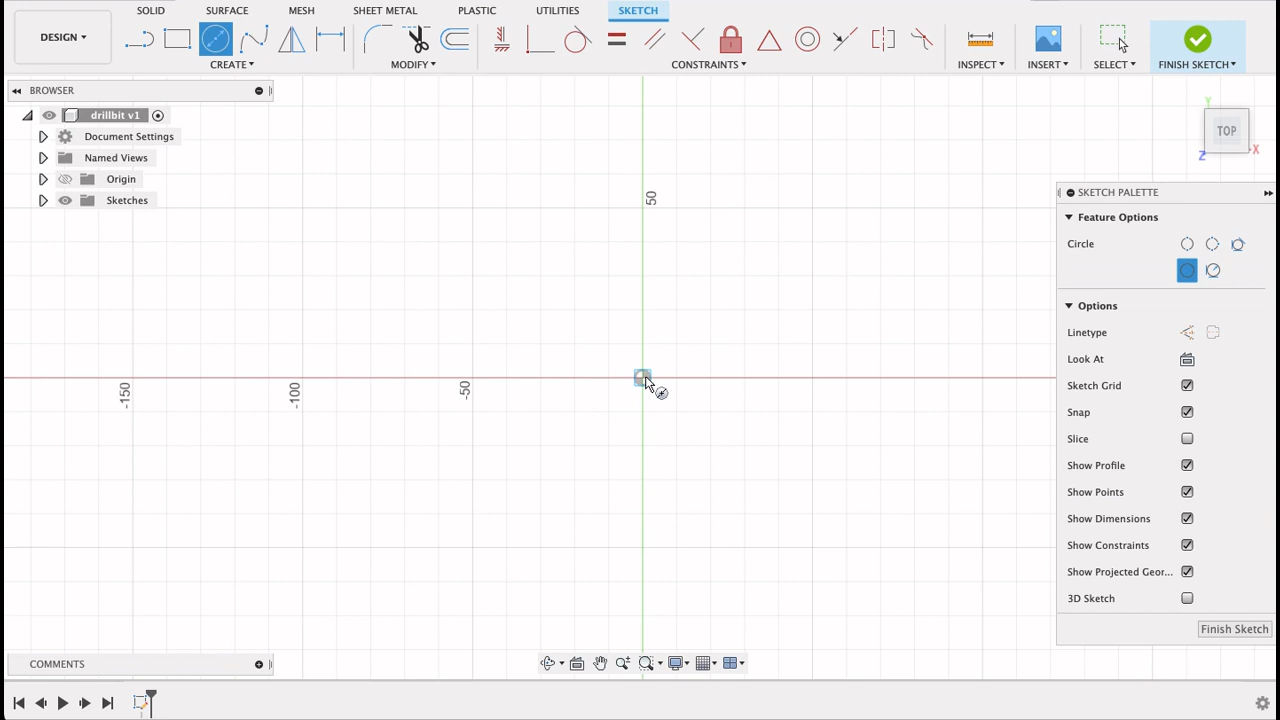 SOLID SURFACE MESH SHEET METAL PLASTIC UTILITIES SKETCH
DESIGN
CREATE MODIFY CONSTRAINTS INSPECT INSERT SELECT FINISH SKETCH
BROWSER
drillbit v1
Document Settings
Named Views
Origin
Sketches
Y
TOP
X
Z
50
-150
-100
-50
SKETCH PALETTE
Feature Options
Circle
Options
Linetype
Look At
Sketch Grid
Snap
Slice
Show Profile
Show Points
Show Dimensions
Show Constraints
Show Projected Geor...
3D Sketch
Finish Sketch
COMMENTS